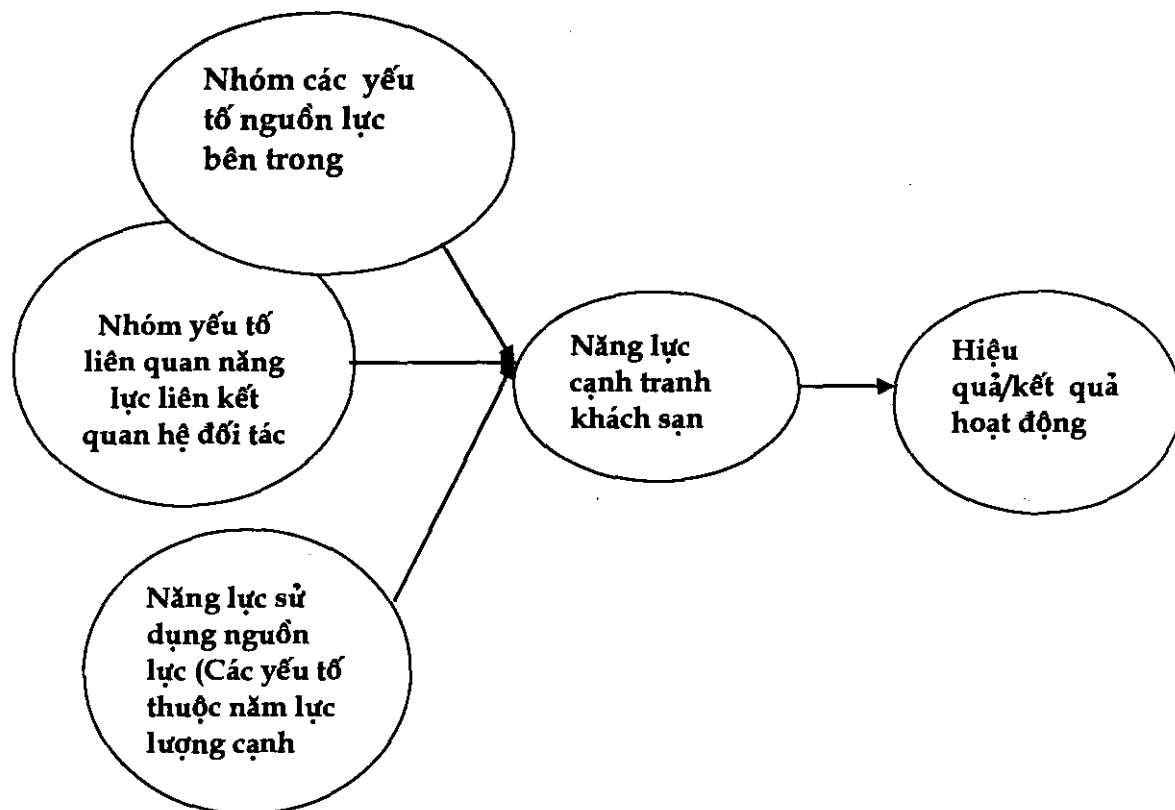 Nhóm các yếu
tố nguồn lực
bên trong
Nhóm yếu tố
liên quan năng
lực liên kết
quan hệ đối tác
Năng lực sử
dụng nguồn
lực (Các yếu tố
thuộc năm lực
lượng cạnh
Năng lực
cạnh tranh
khách sạn
Hiệu
quả/kết quả
hoạt động